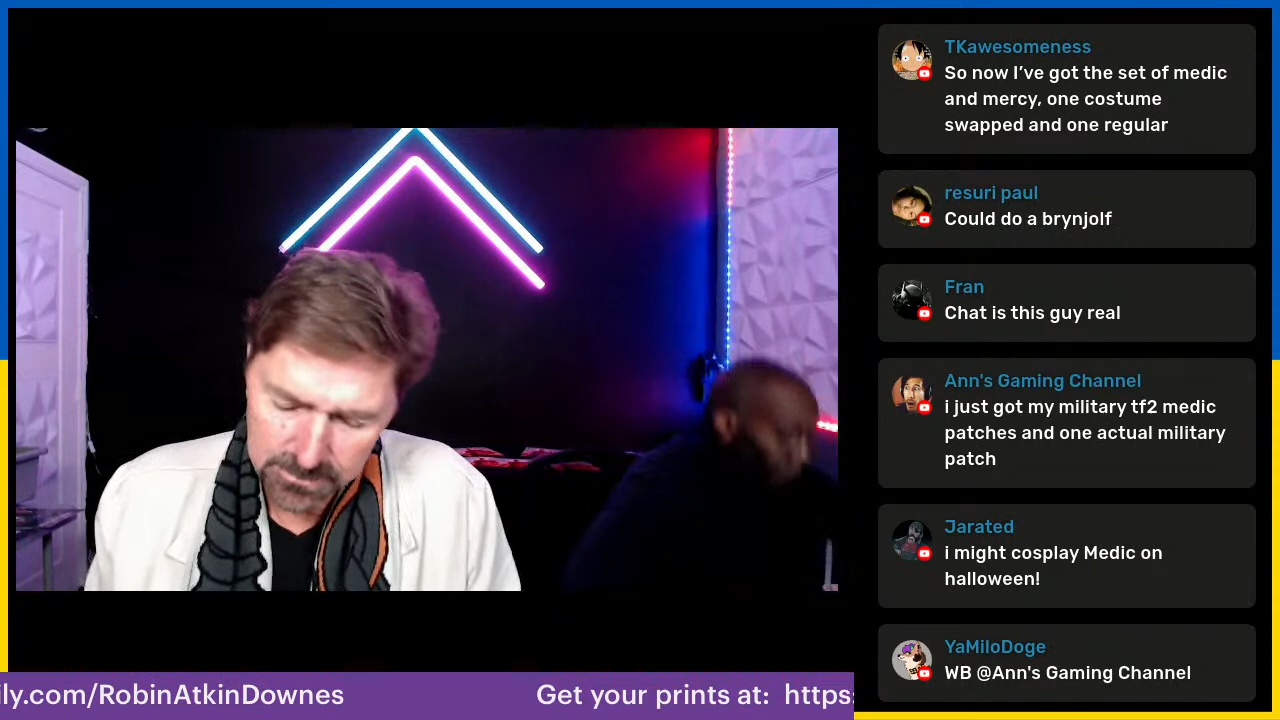 TKawesomeness
So now I’ve got the set of medic
and mercy, one costume
swapped and one regular
resuri paul
Could do a brynjolf
Fran
Chat is this guy real
Ann's Gaming Channel
i just got my military tf2 medic
patches and one actual military
patch
Jarated
i might cosplay Medic on
halloween!
YaMiloDoge
WB @Ann's Gaming Channel
ily.com/RobinAtkinDownes Get your prints at: https: